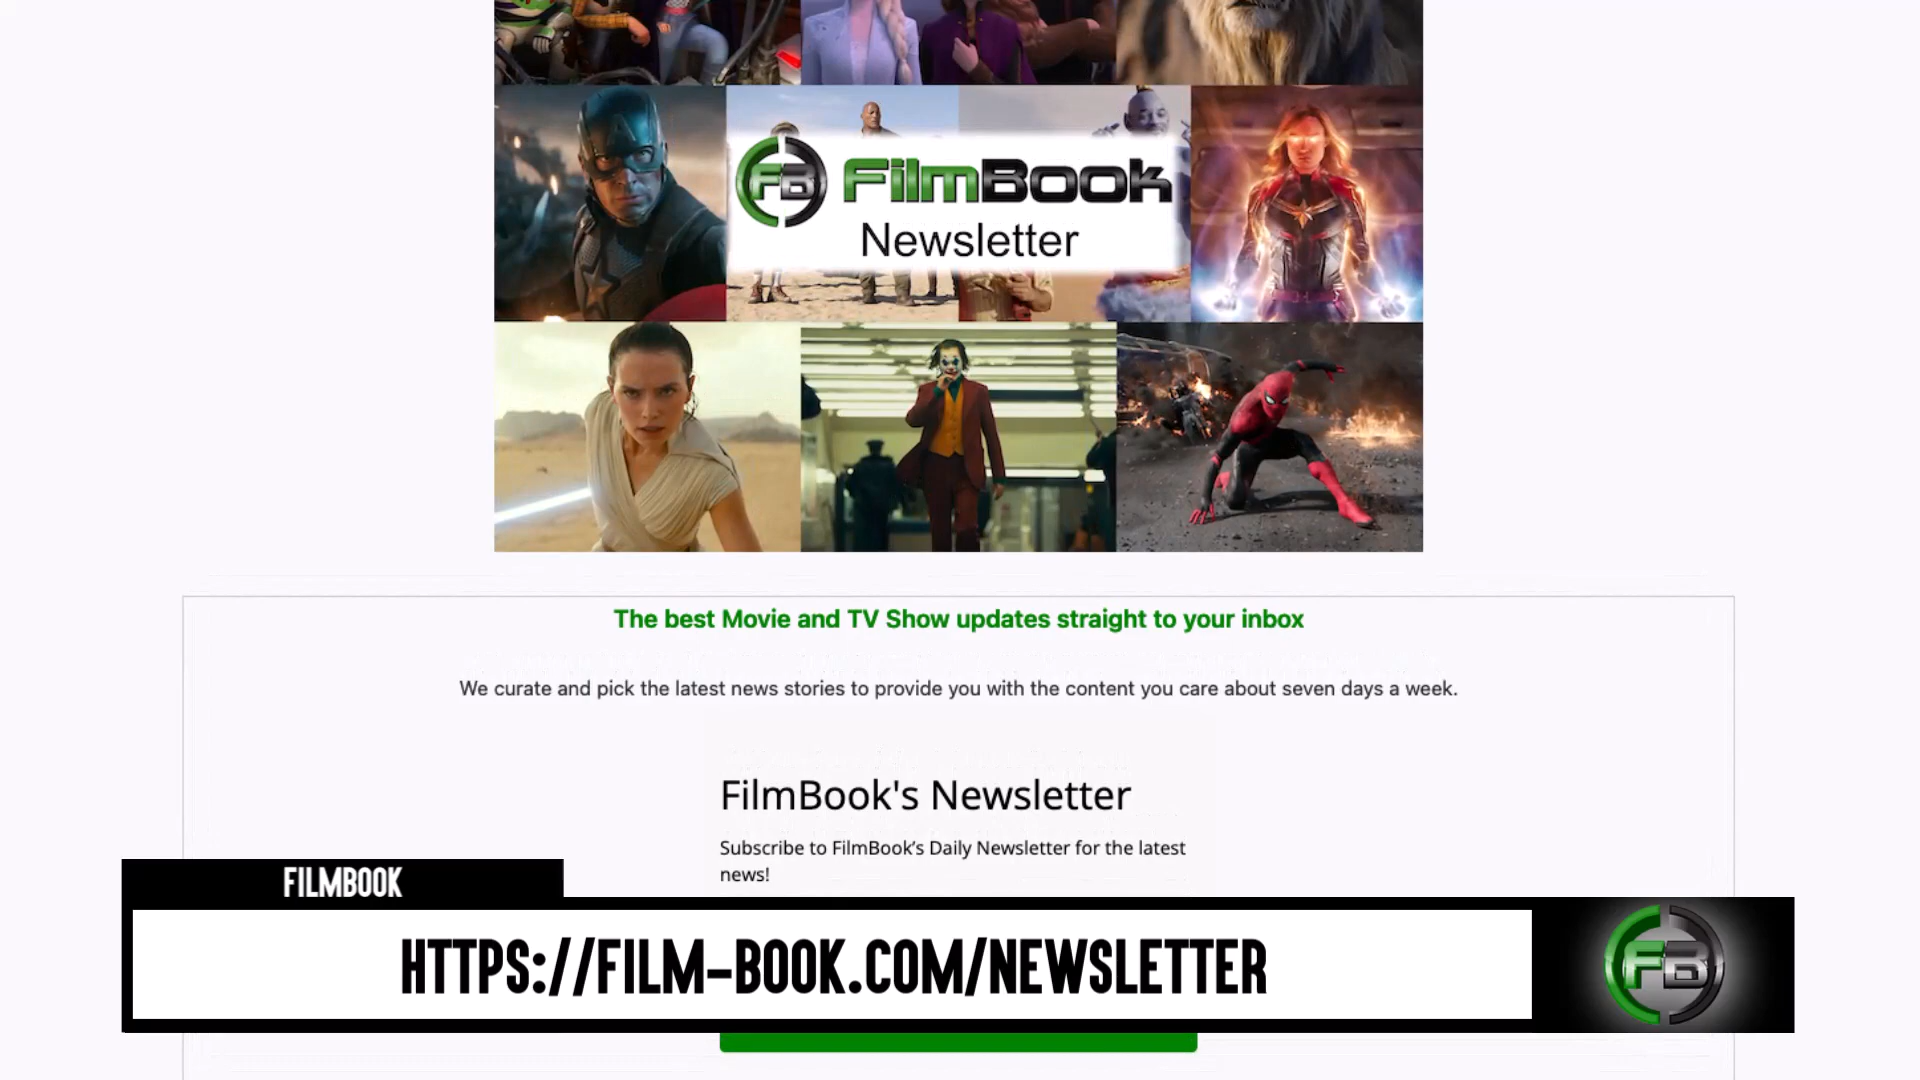 FB FilmBook
Newsletter
The best Movie and TV Show updates straight to your inbox
We curate and pick the latest news stories to provide you with the content you care about seven days a week.
FilmBook's Newsletter
Subscribe to FilmBook’s Daily Newsletter for the latest
news!
FILMBOOK
HTTPS://FILM-BOOK.COM/NEWSLETTER
FB